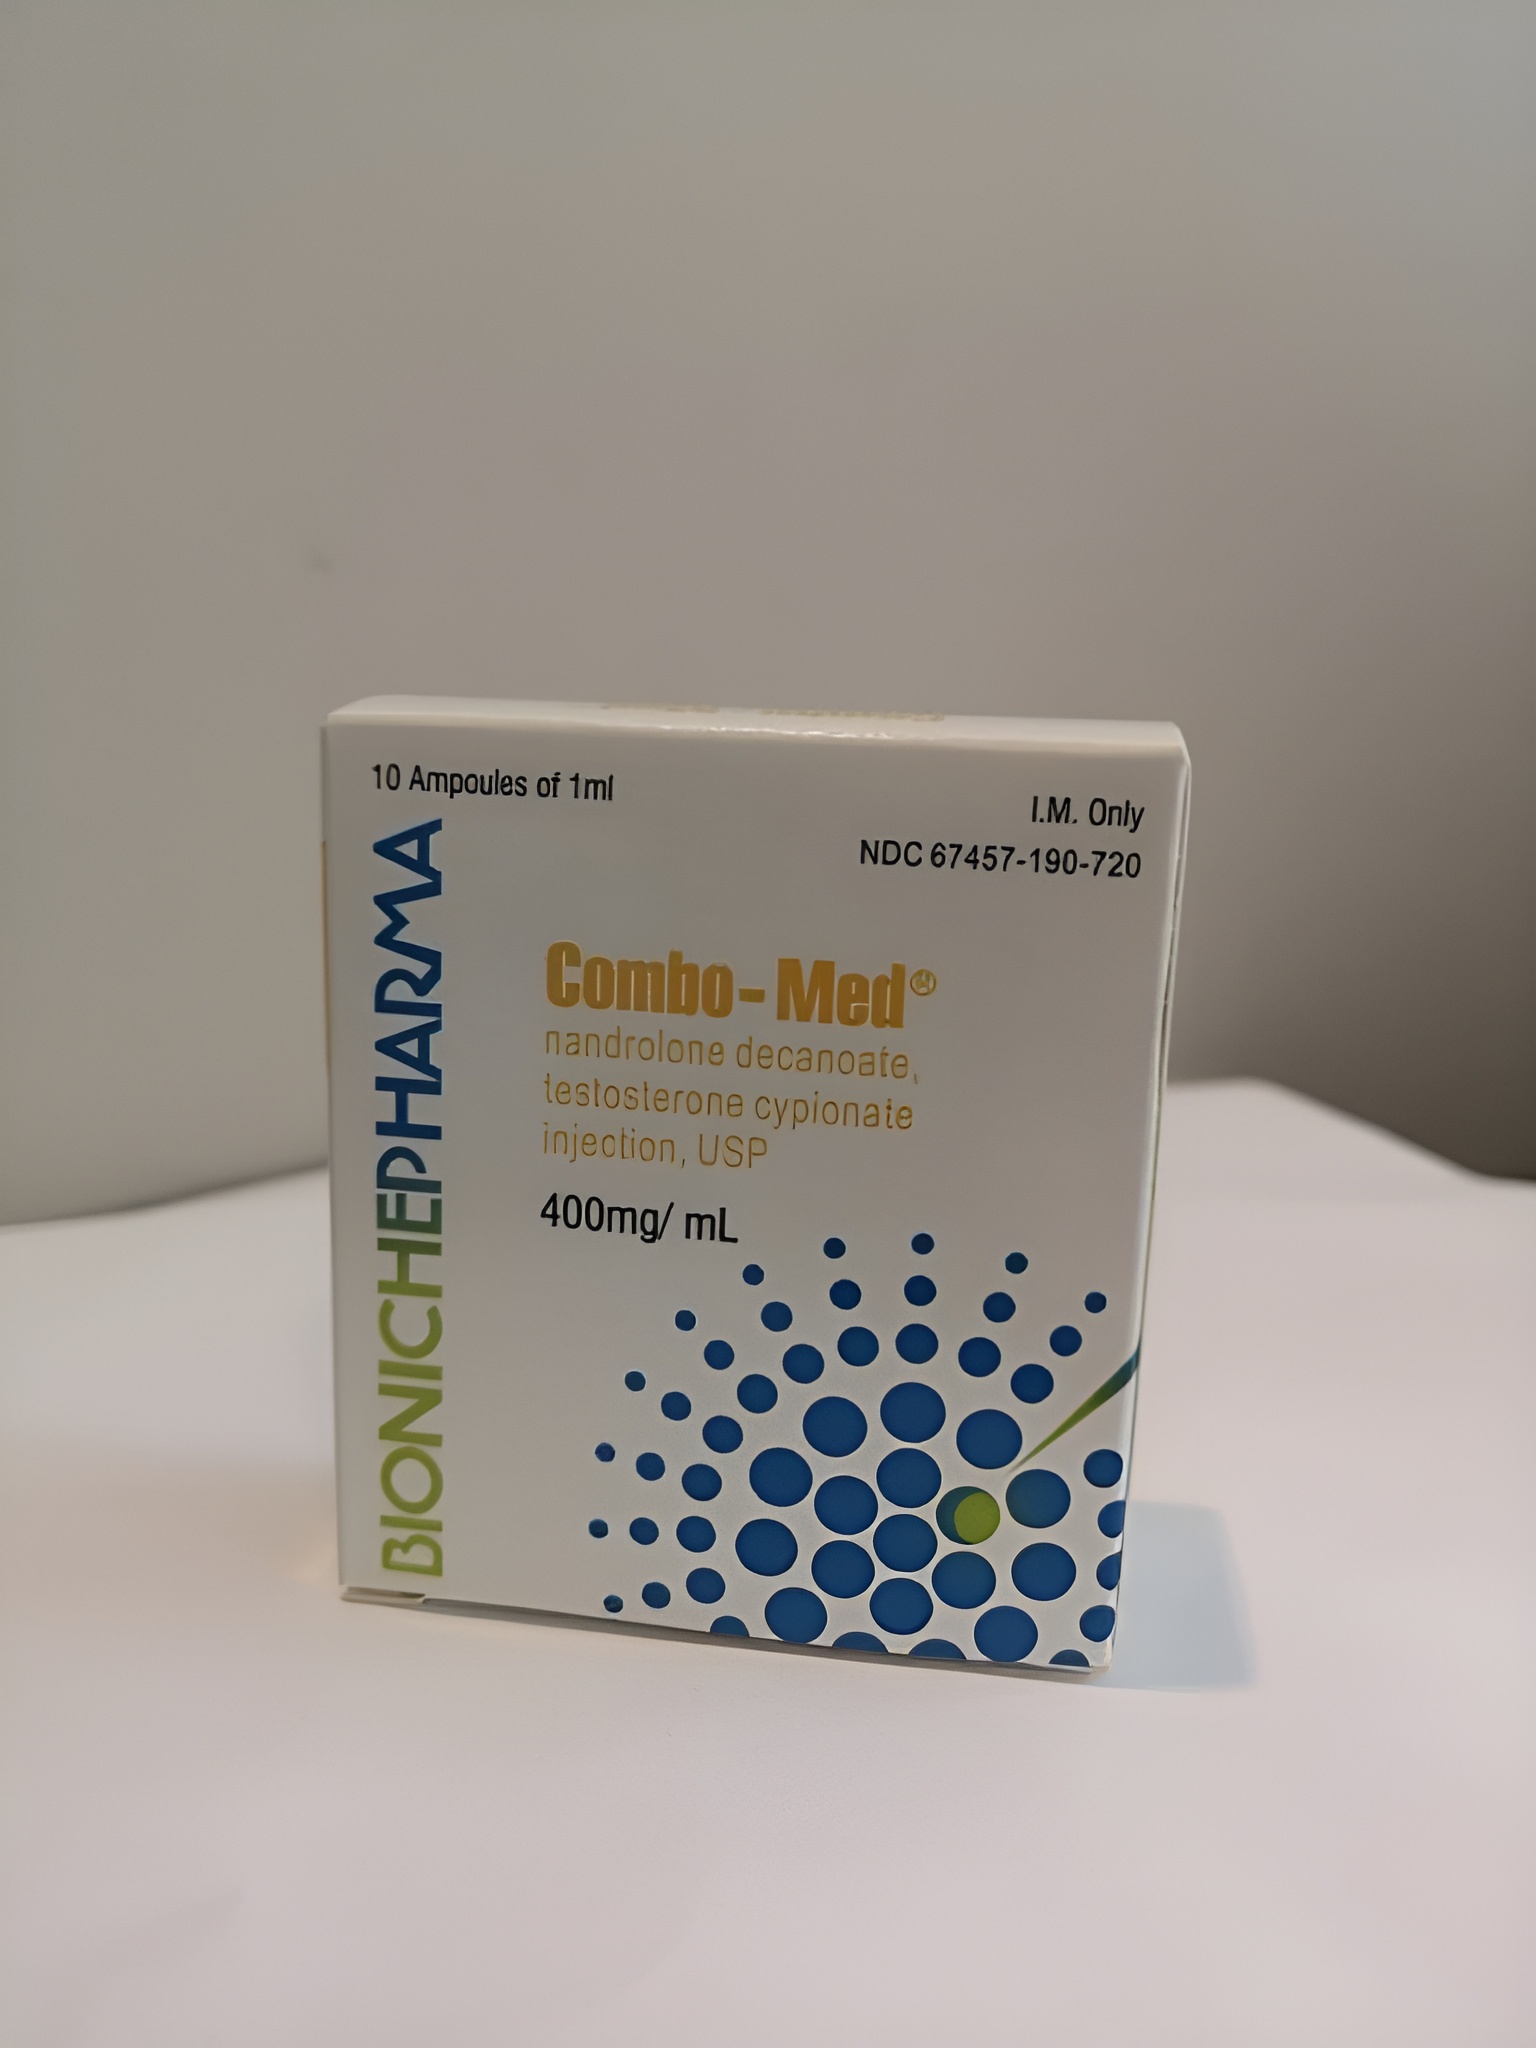 10 Ampoules of 1ml
I.M. Only
NDC 67457-190-720
BIONICHEPHARMA
Combo-Med®
nandrolone decanoate,
testosterone cypionate
injection, USP
400mg/ mL